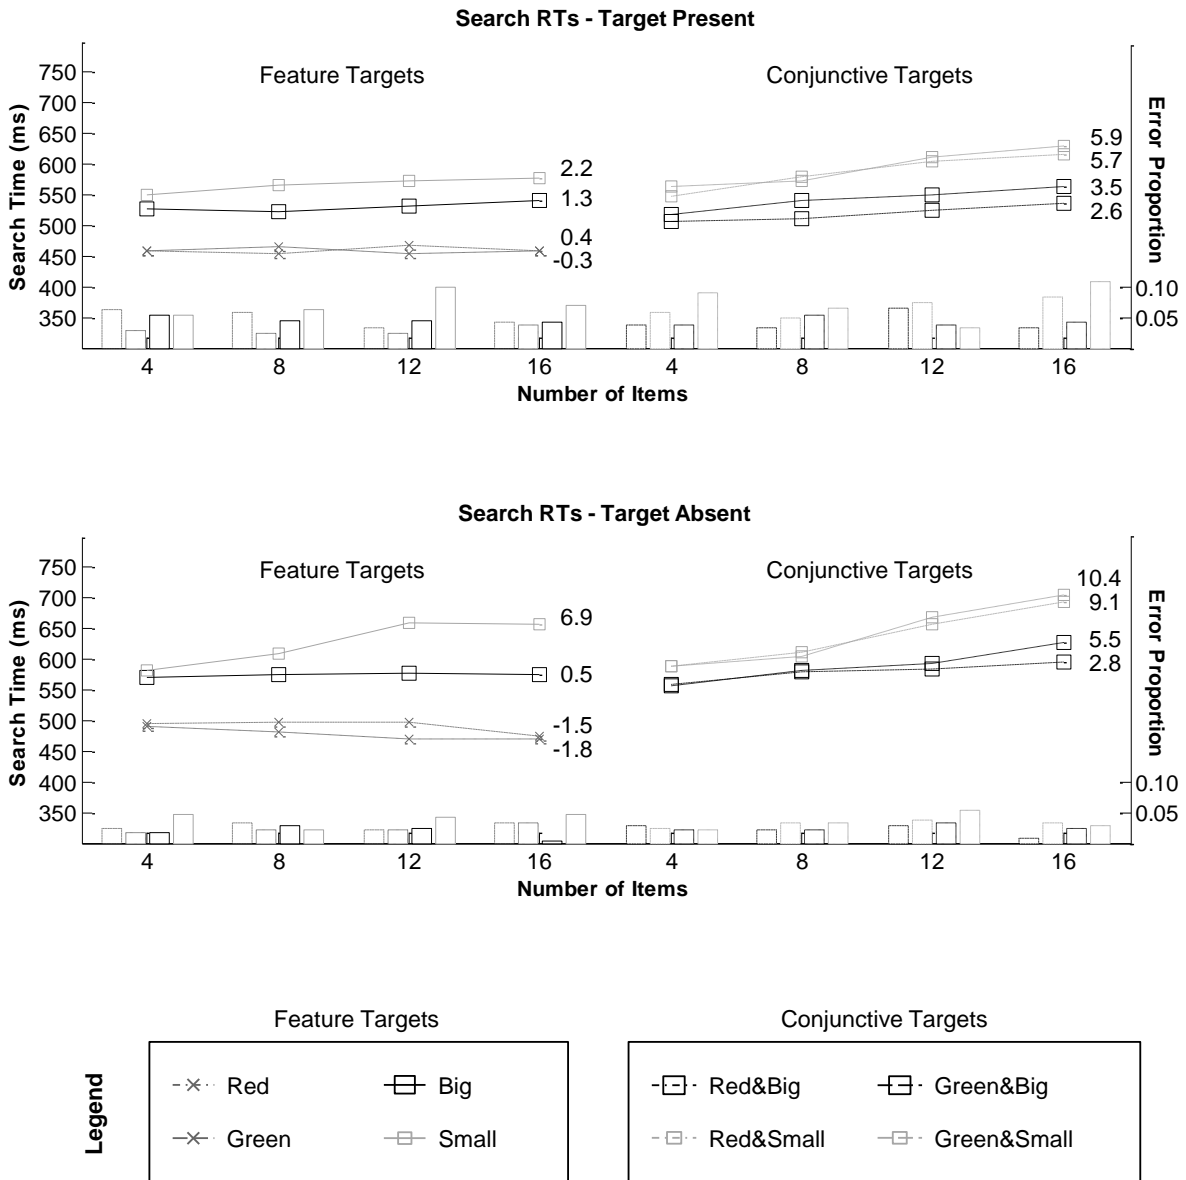 Search RTs - Target Present
Feature Targets
Conjunctive Targets
Search Time (ms)
750
700
650
600
550
500
450
400
350
2.2
1.3
0.4
-0.3
5.9
5.7
3.5
2.6
Error Proportion
0.10
0.05
4 8 12 16 4 8 12 16
Number of Items
Search RTs - Target Absent
Feature Targets
Conjunctive Targets
Search Time (ms)
750
700
650
600
550
500
450
400
350
6.9
0.5
-1.5
-1.8
10.4
9.1
5.5
2.8
Error Proportion
0.10
0.05
4 8 12 16 4 8 12 16
Number of Items
Legend
Feature Targets
Red Big
Green Small
Conjunctive Targets
Red&Big Green&Big
Red&Small Green&Small